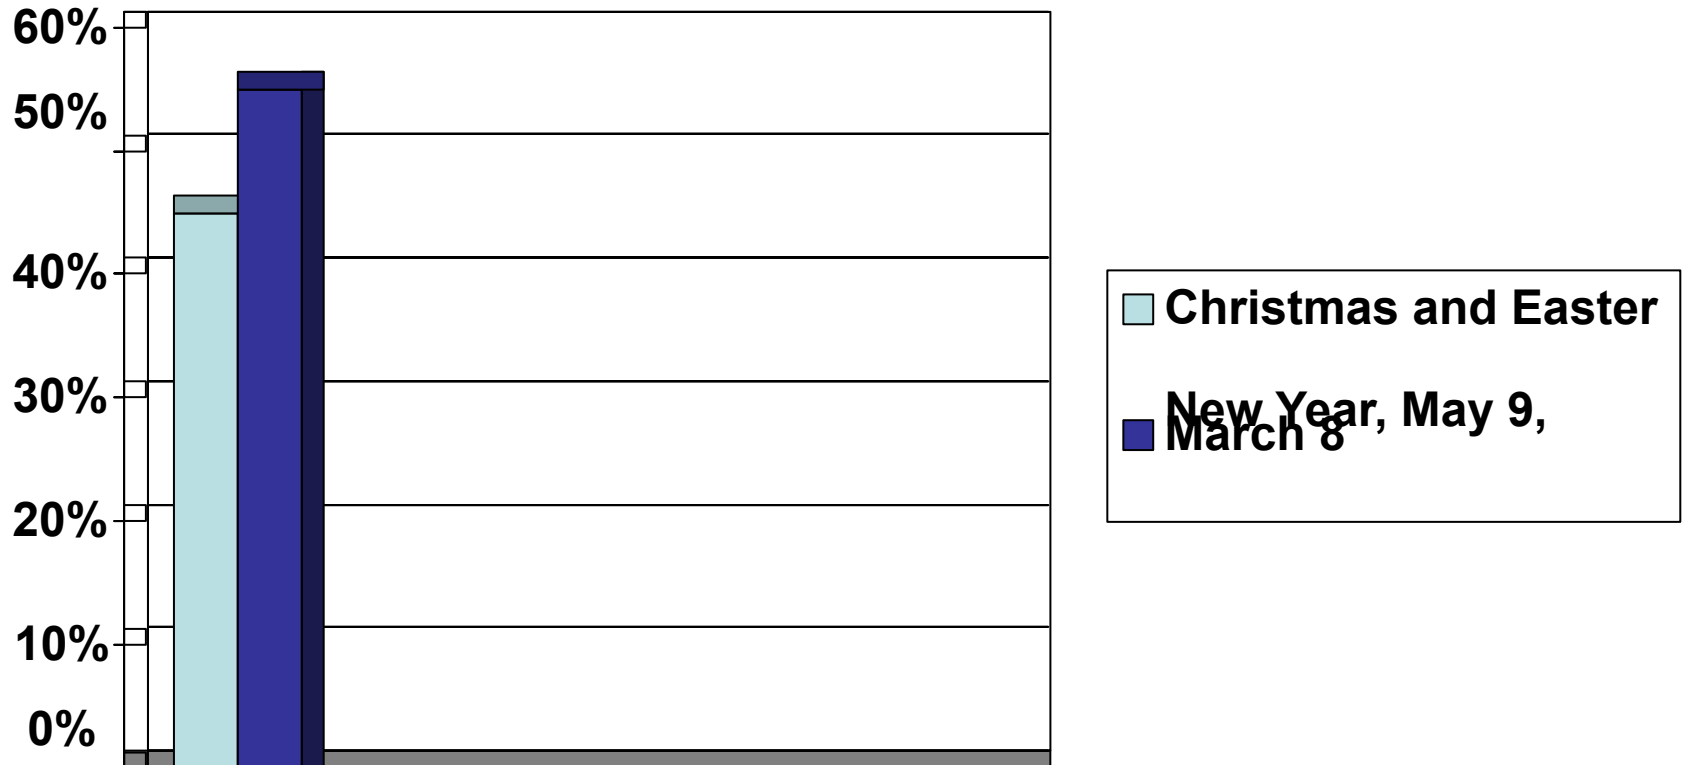 60%
50%
40%
30%
20%
10%
0%
Christmas and Easter
New Year, May 9,
March 8